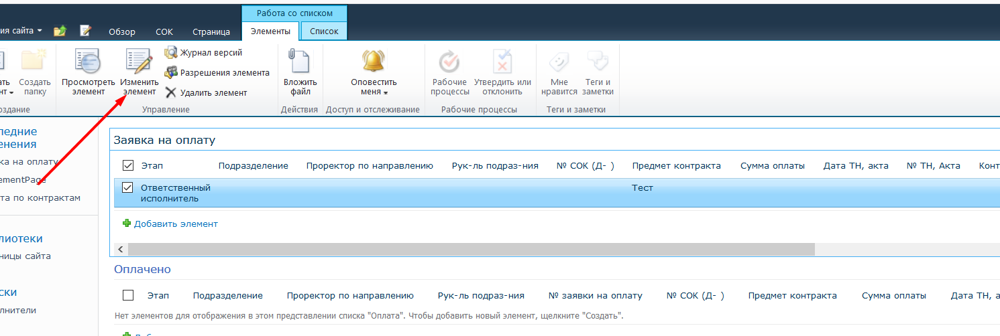 Работа со списком
ия сайта Обзор СОК Страница Элементы Список
ать Создать Просмотреть Изменить Журнал версий Вложить Оповестить Рабочие Утвердить или Мне Теги и
нт папку элемент элемент Разрешения элемента файл меня процессы отклонить нравится заметки
Удалить элемент
оздание Управление Действия Доступ и отслеживание Рабочие процессы Теги и заметки
ледние
енения
ка на оплату
ementPage
та по контрактам
лиотеки
ницы сайта
ски
лнители
Заявка на оплату
Этап Подразделение Проректор по направлению Рук-ль подраз-ния № СОК (Д- ) Предмет контракта Сумма оплаты Дата ТН, акта № ТН, Акта Конт
Ответственный Тест
исполнитель
Добавить элемент
Оплачено
Этап Подразделение Проректор по направлению Рук-ль подраз-ния № заявки на оплату № СОК (Д- ) Предмет контракта Сумма оплаты Дата ТН, а
Нет элементов для отображения в этом представлении списка "Оплата". Чтобы добавить новый элемент, щелкните "Создать".